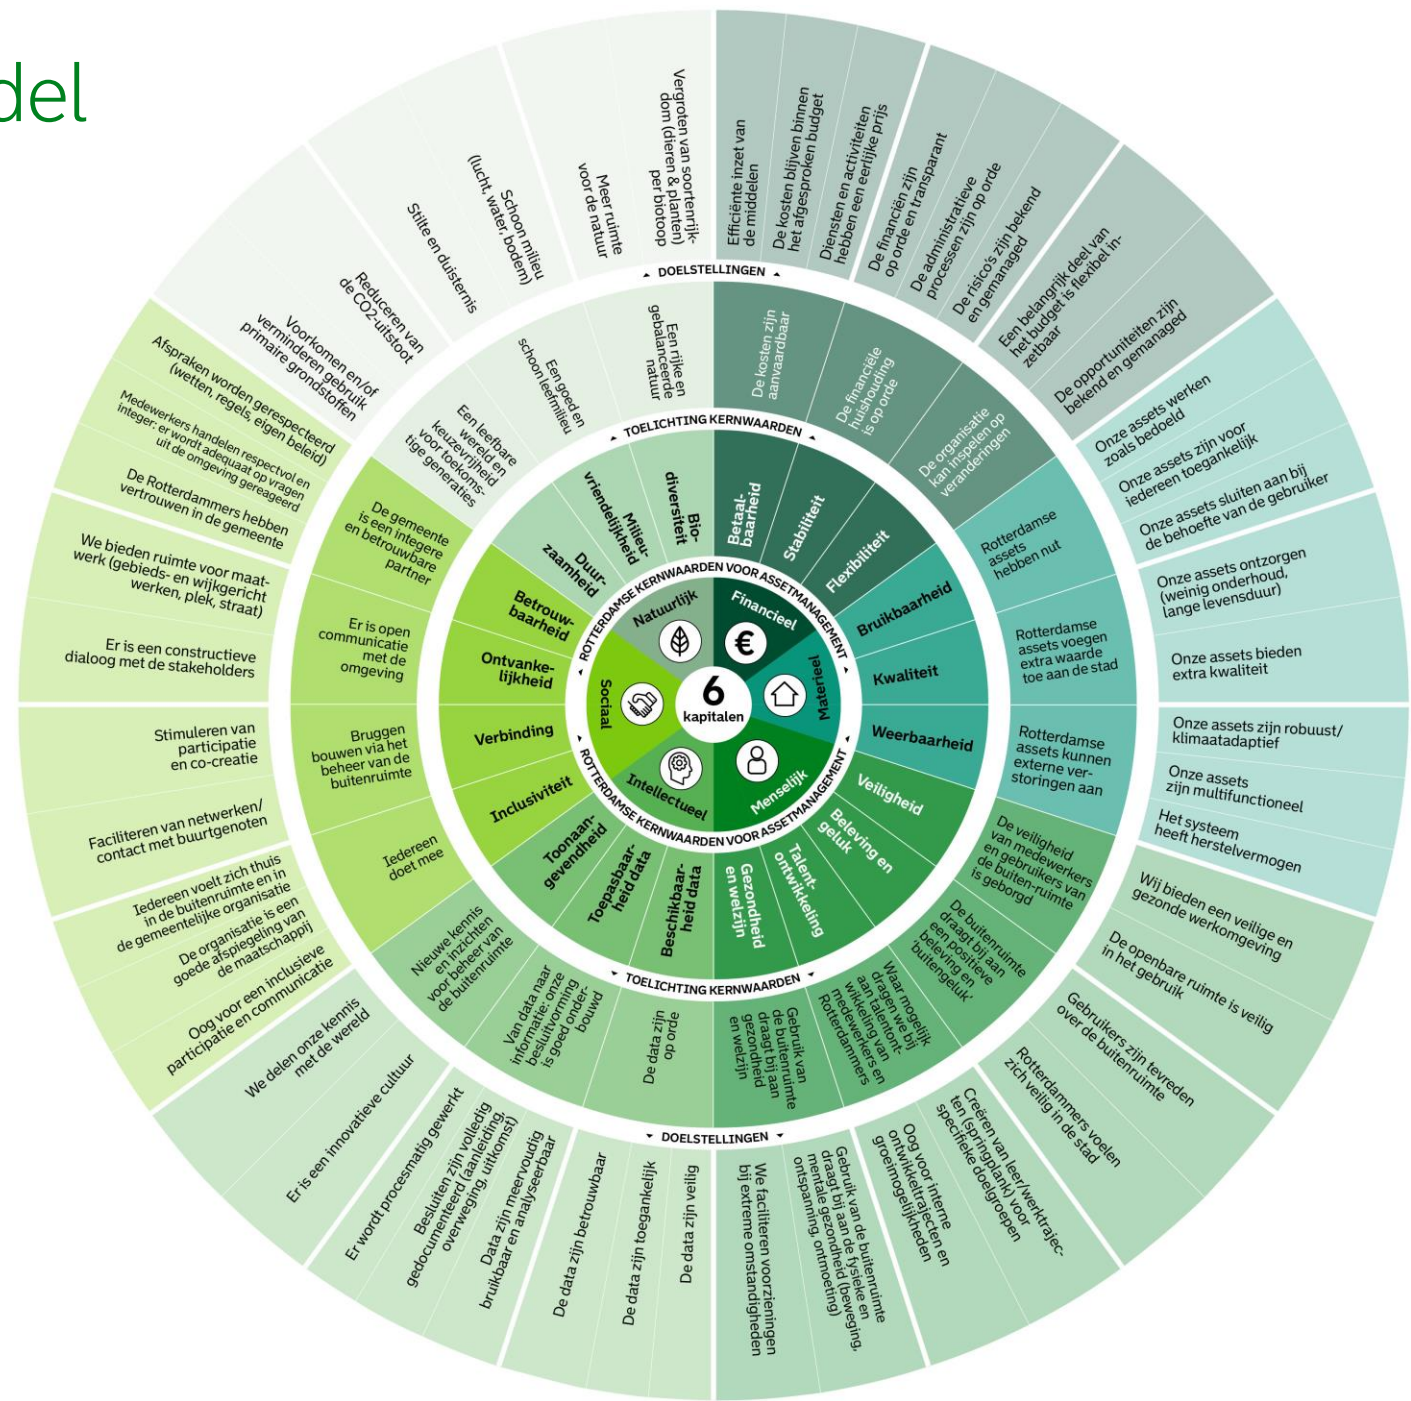 del
6
kapitalen
Financieel
Materieel
Menselijk
Intellectueel
Sociaal
Natuurlijk
ROTTERDAMSE KERNWAARDEN VOOR ASSETMANAGEMENT
ROTTERDAMSE KERNWAARDEN VOOR ASSETMANAGEMENT
Betaal-
baarheid
Stabiliteit
Flexibiliteit
Bruikbaarheid
Kwaliteit
Weerbaarheid
Veiligheid
Beleving en
geluk
Talent-
ontwikkeling
Gezondheid
en welzijn
Beschikbaar-
heid data
Toepasbaar-
heid data
Toonaan-
gevendheid
Inclusiviteit
Verbinding
Ontvanke-
lijkheid
Betrouw-
baarheid
Duur-
zaamheid
Milieu-
vriendelijkheid
Bio-
diversiteit
TOELICHTING KERNWAARDEN
TOELICHTING KERNWAARDEN
De kosten zijn
aanvaardbaar
De financiële
huishouding
is op orde
De organisatie
kan inspelen op
veranderingen
Rotterdamse
assets
hebben nut
Rotterdamse
assets voegen
extra waarde
toe aan de stad
Rotterdamse
assets kunnen
externe ver-
storingen aan
De veiligheid
van medewerkers
en gebruikers van
de buiten-ruimte
is geborgd
De buitenruimte
draagt bij aan
een positieve
beleving en
‘buitengeluk’
Waar mogelijk
dragen we bij
aan talentont-
wikkeling van
medewerkers en
Rotterdammers
Gebruik van
de buitenruimte
draagt bij aan
gezondheid
en welzijn
De data zijn
op orde
Van data naar
informatie: onze
besluitvorming
is goed onder-
bouwd
Nieuwe kennis
en inzichten
voor beheer van
de buitenruimte
Iedereen
doet mee
Bruggen
bouwen via het
beheer van de
buitenruimte
Er is open
communicatie
met de
omgeving
De gemeente
is een integere
en betrouwbare
partner
Een leefbare
wereld en
keuzevrijheid
voor toekoms-
tige generaties
Een goed en
schoon leefmilieu
Een rijke en
gebalanceerde
natuur
DOELSTELLINGEN
DOELSTELLINGEN
Efficiënte inzet van
de middelen
De kosten blijven binnen
het afgesproken budget
Diensten en activiteiten
hebben een eerlijke prijs
De financiën zijn
op orde en transparant
De administratieve
processen zijn op orde
De risico's zijn bekend
en gemanaged
Een belangrijk deel van
het budget is flexibel in-
zetbaar
De opportuniteiten zijn
bekend en gemanaged
Onze assets werken
zoals bedoeld
Onze assets zijn voor
iedereen toegankelijk
Onze assets sluiten aan bij
de behoefte van de gebruiker
Onze assets ontzorgen
(weinig onderhoud,
lange levensduur)
Onze assets bieden
extra kwaliteit
Onze assets zijn robuust/
klimaatadaptief
Onze assets
zijn multifunctioneel
Het systeem
heeft herstelvermogen
Wij bieden een veilige en
gezonde werkomgeving
De openbare ruimte is veilig
in het gebruik
Gebruikers zijn tevreden
over de buitenruimte
Rotterdammers voelen
zich veilig in de stad
Creëren van leer/werktrajec-
ten (springplank) voor
specifieke doelgroepen
Oog voor interne
ontwikkeltrajecten en
groeimogelijkheden
Gebruik van de buitenruimte
draagt bij aan de fysieke en
mentale gezondheid (beweging,
ontspanning, ontmoeting)
We faciliteren voorzieningen
bij extreme omstandigheden
De data zijn veilig
De data zijn toegankelijk
De data zijn betrouwbaar
Data zijn meervoudig
bruikbaar en analyseerbaar
Besluiten zijn volledig
gedocumenteerd (aanleiding,
overweging, uitkomst)
Er wordt procesmatig gewerkt
Er is een innovatieve cultuur
We delen onze kennis
met de wereld
Oog voor een inclusieve
participatie en communicatie
De organisatie is een
goede afspiegeling van
de maatschappij
Iedereen voelt zich thuis
in de buitenruimte en in
de gemeentelijke organisatie
Faciliteren van netwerken/
contact met buurtgenoten
Stimuleren van
participatie
en co-creatie
Er is een constructieve
dialoog met de stakeholders
We bieden ruimte voor maat-
werk (gebieds- en wijkgericht
werken, plek, straat)
De Rotterdammers hebben
vertrouwen in de gemeente
Medewerkers handelen respectvol en
integer: er wordt adequaat op vragen
uit de omgeving gereageerd
Afspraken worden gerespecteerd
(wetten, regels, eigen beleid)
Voorkomen en/of
verminderen gebruik
primaire grondstoffen
Reduceren van
de CO2-uitstoot
Stilte en duisternis
Schoon milieu
(lucht, water, bodem)
Meer ruimte
voor de natuur
Vergroten van soortenrijk-
dom (dieren & planten)
per biotoop